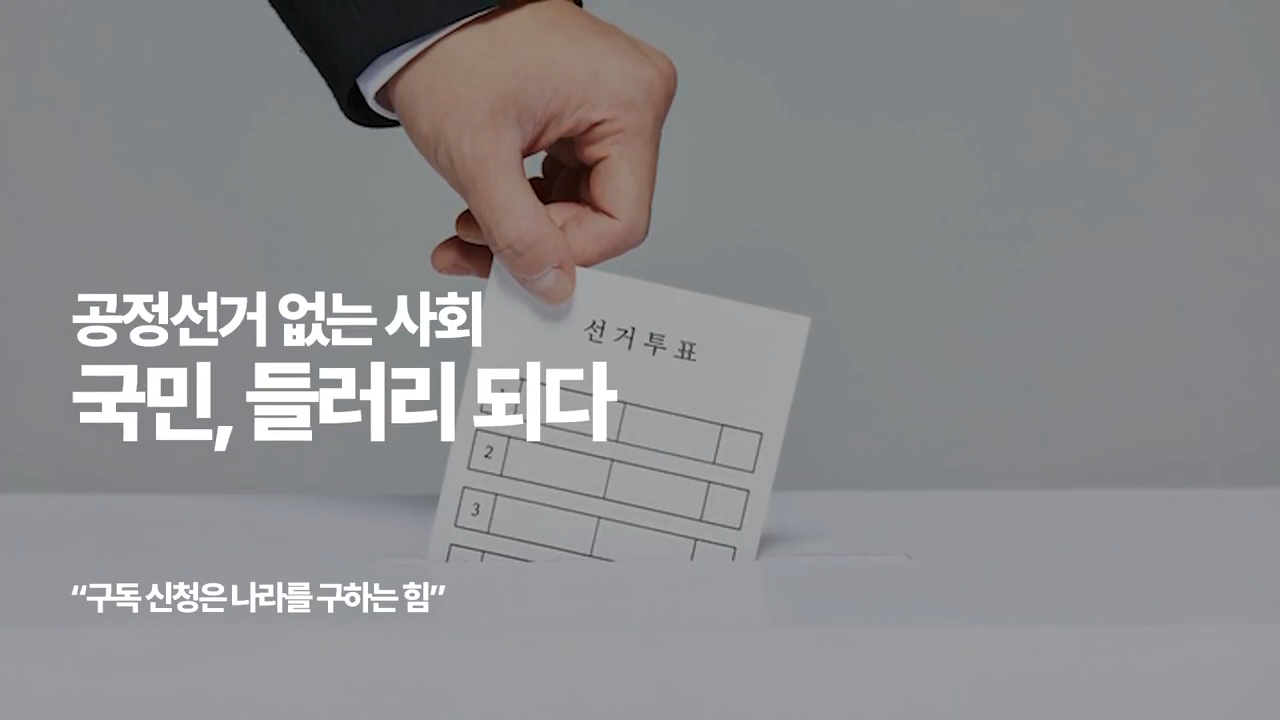 공정선거 없는 사회
국민, 들러리 되다
선거투표
2
3
“구독 신청은 나라를 구하는 힘”